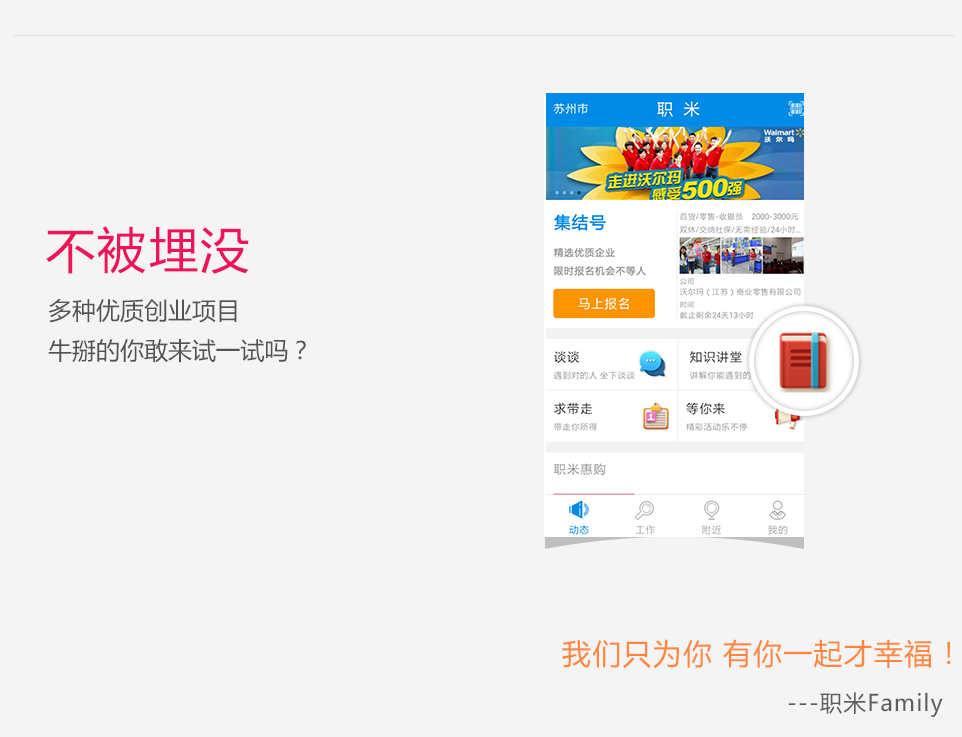 不被埋没
多种优质创业项目
牛掰的你敢来试一试吗？
苏州市
职 米
Walmart
沃尔玛
走进沃尔玛
感受500强
集结号
精选优质企业
限时报名机会不等人
马上报名
百货/零售-收银员 2000-3000元
双休/交纳社保/无需经验/24小时...
公司
沃尔玛（江苏）商业零售有限公司
时间
截止剩余24天13小时
谈谈
遇到对的人 坐下谈谈
知识讲堂
讲解你能遇到的
求带走
带走你所得
等你来
精彩活动乐不停
职米惠购
动态
工作
附近
我的
我们只为你 有你一起才幸福！
---职米Family